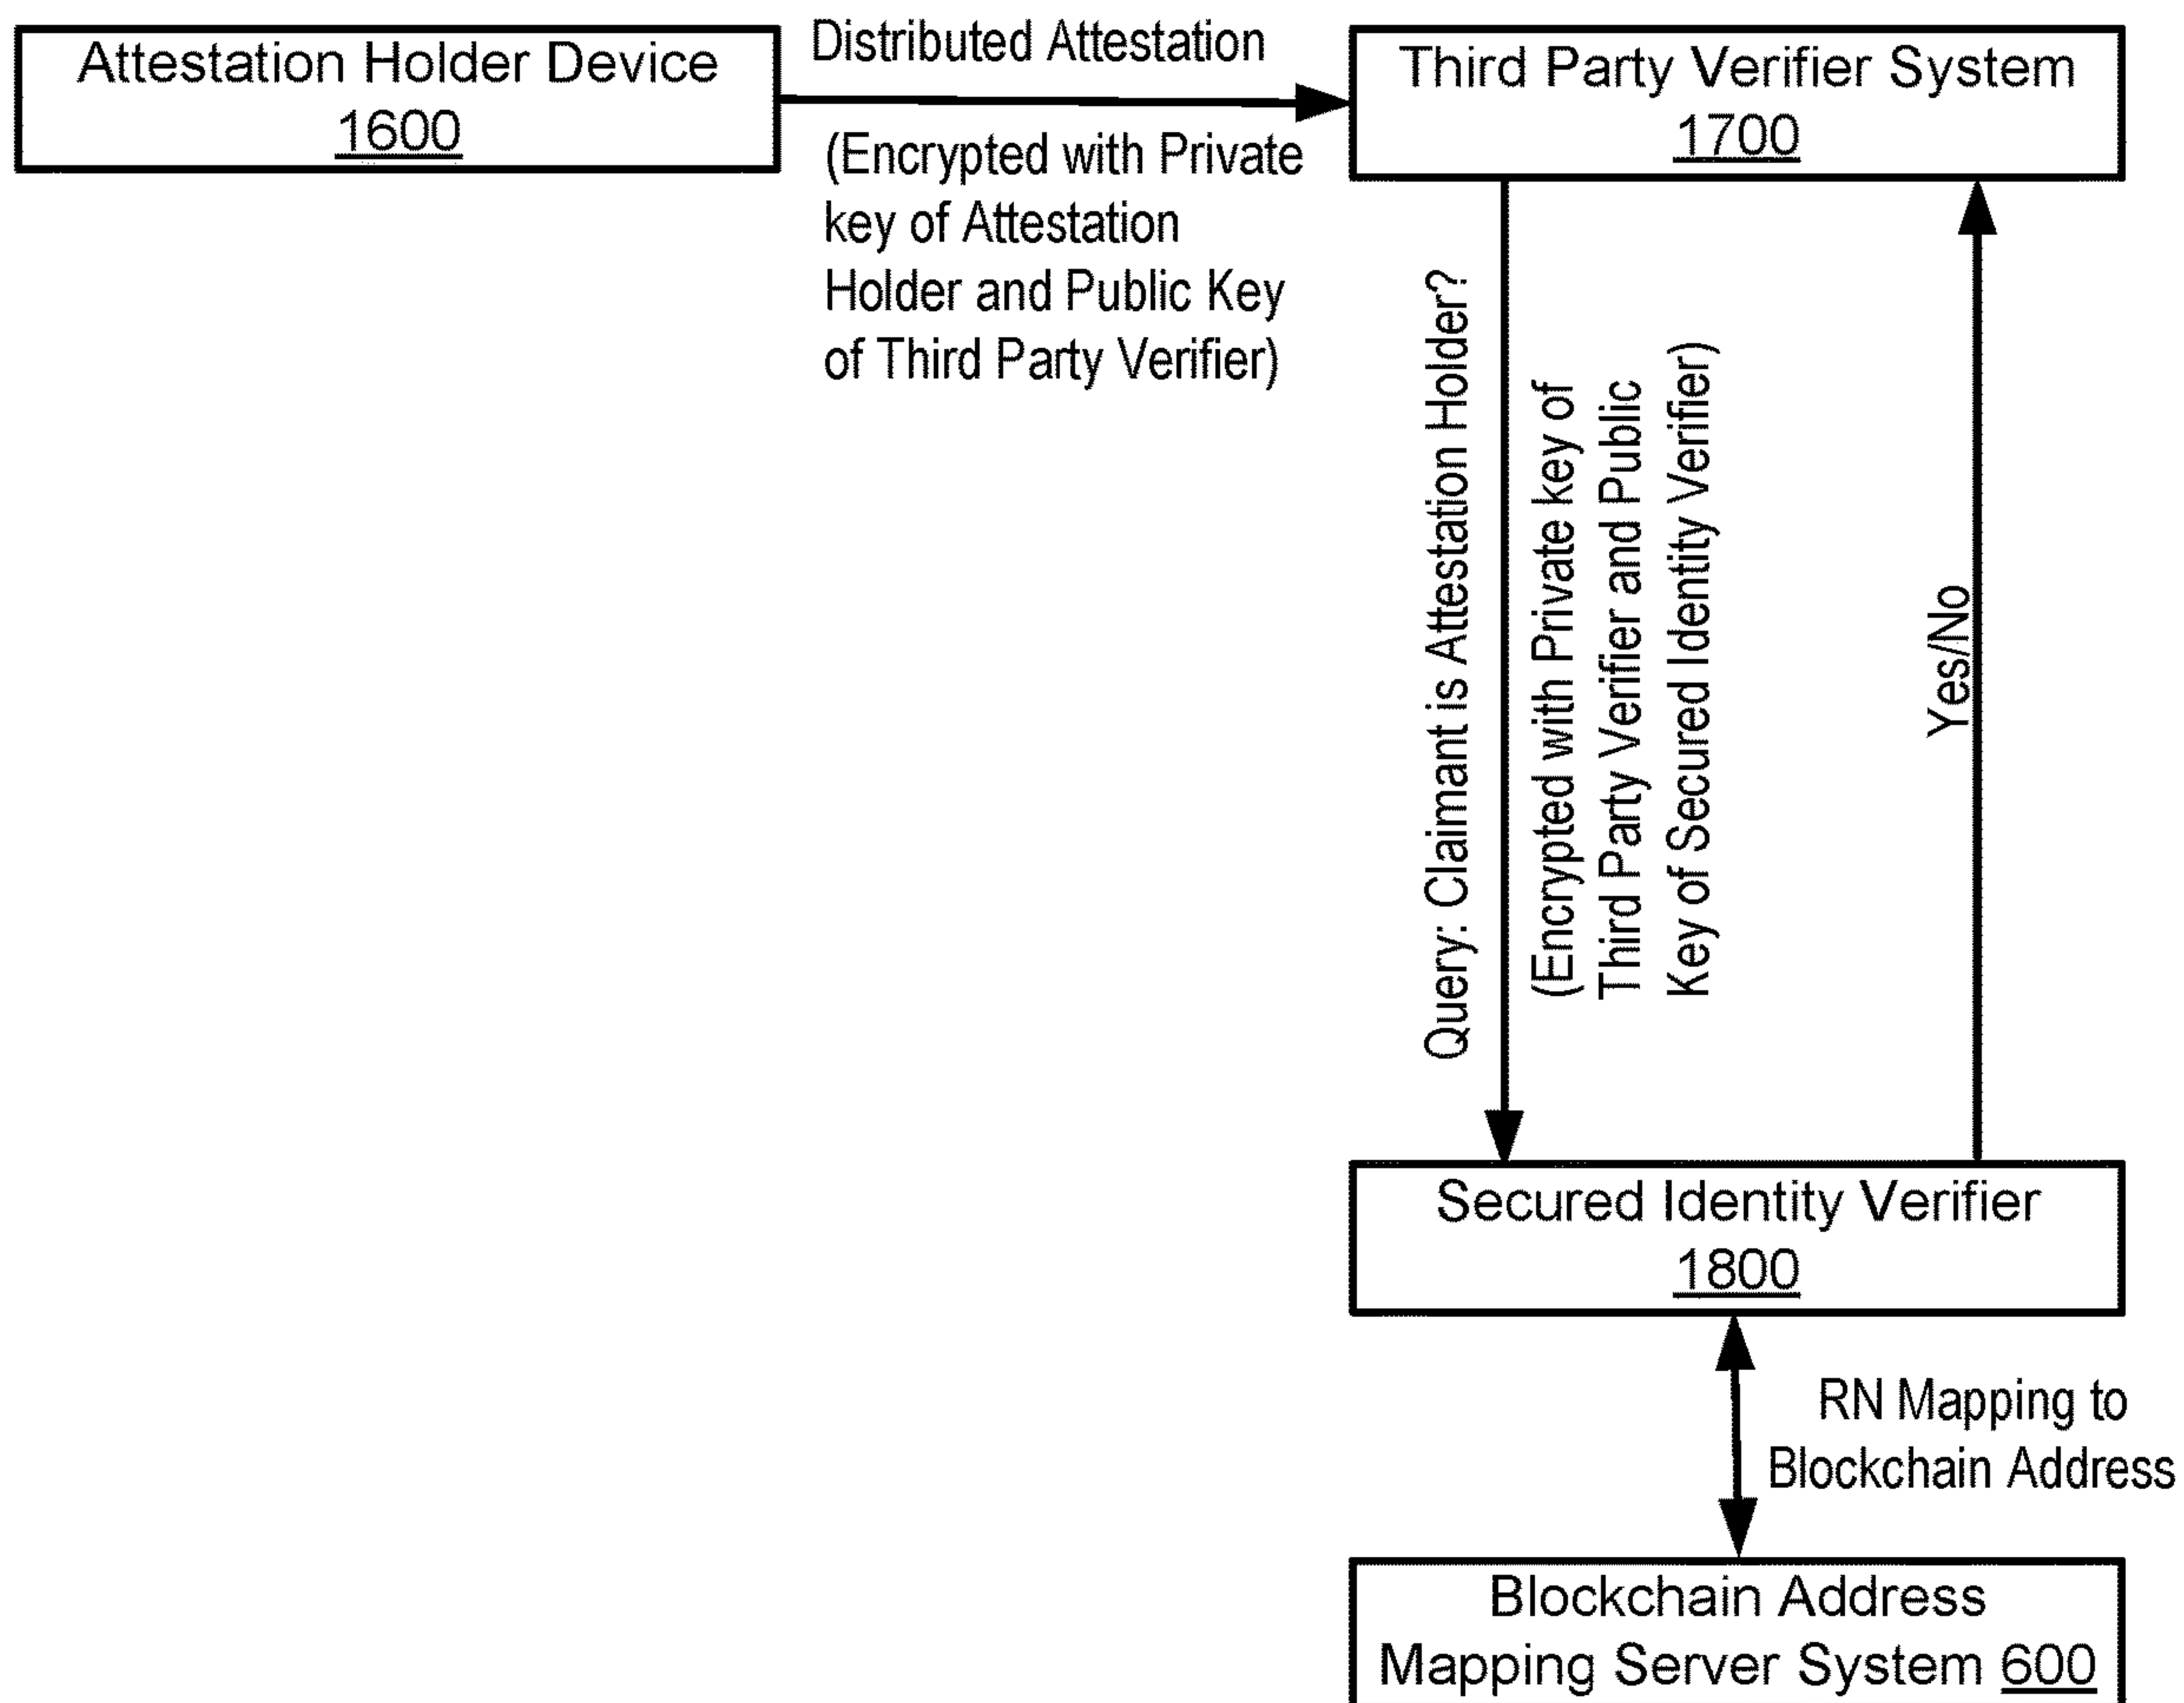 Attestation Holder Device
1600
Distributed Attestation
(Encrypted with Private
key of Attestation
Holder and Public Key
of Third Party Verifier)
Third Party Verifier System
1700
Query: Claimant is Attestation Holder?
(Encrypted with Private key of
Third Party Verifier and Public
Key of Secured Identity Verifier)
Yes/No
Secured Identity Verifier
1800
RN Mapping to
Blockchain Address
Blockchain Address
Mapping Server System 600